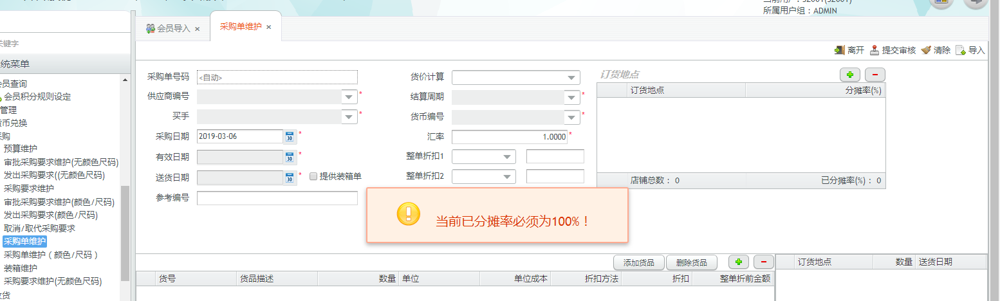 所属用户组：ADMIN
会员导入 ×
采购单维护 ×
关键字
统菜单
离开 提交审核 清除 导入
会员查询
会员积分规则设定
管理
货币兑换
采购
预算维护
审批采购要求维护(无颜色尺码)
发出采购要求((无颜色尺码)
采购要求维护
审批采购要求维护(颜色/尺码)
发出采购要求(颜色/尺码)
取消/取代采购要求
采购单维护
采购单维护（颜色/尺码）
装箱维护
采购要求维护(无颜色尺码)
收货
采购单号码 <自动>
供应商编号 *
买手 *
采购日期 2019-03-06 *
有效日期 *
送货日期 * 提供装箱单
参考编号
货价计算
结算周期 *
货币编号 *
汇率 1.0000 *
整单折扣1
整单折扣2
订货地点
订货地点 分摊率(%)
店铺总数： 0 已分摊率(%)： 0
当前已分摊率必须为100%！
添加货品 删除货品
货号 货品描述 数量 单位 单位成本 折扣方法 折扣 整单折前金额
订货地点 数量 送货日期